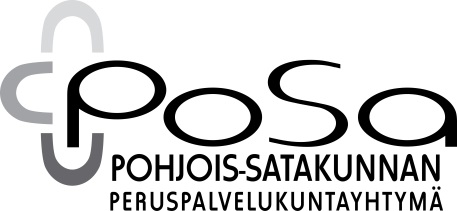 PoSa
POHJOIS-SATAKUNNAN
PERUSPALVELUKUNTAYHTYMÄ